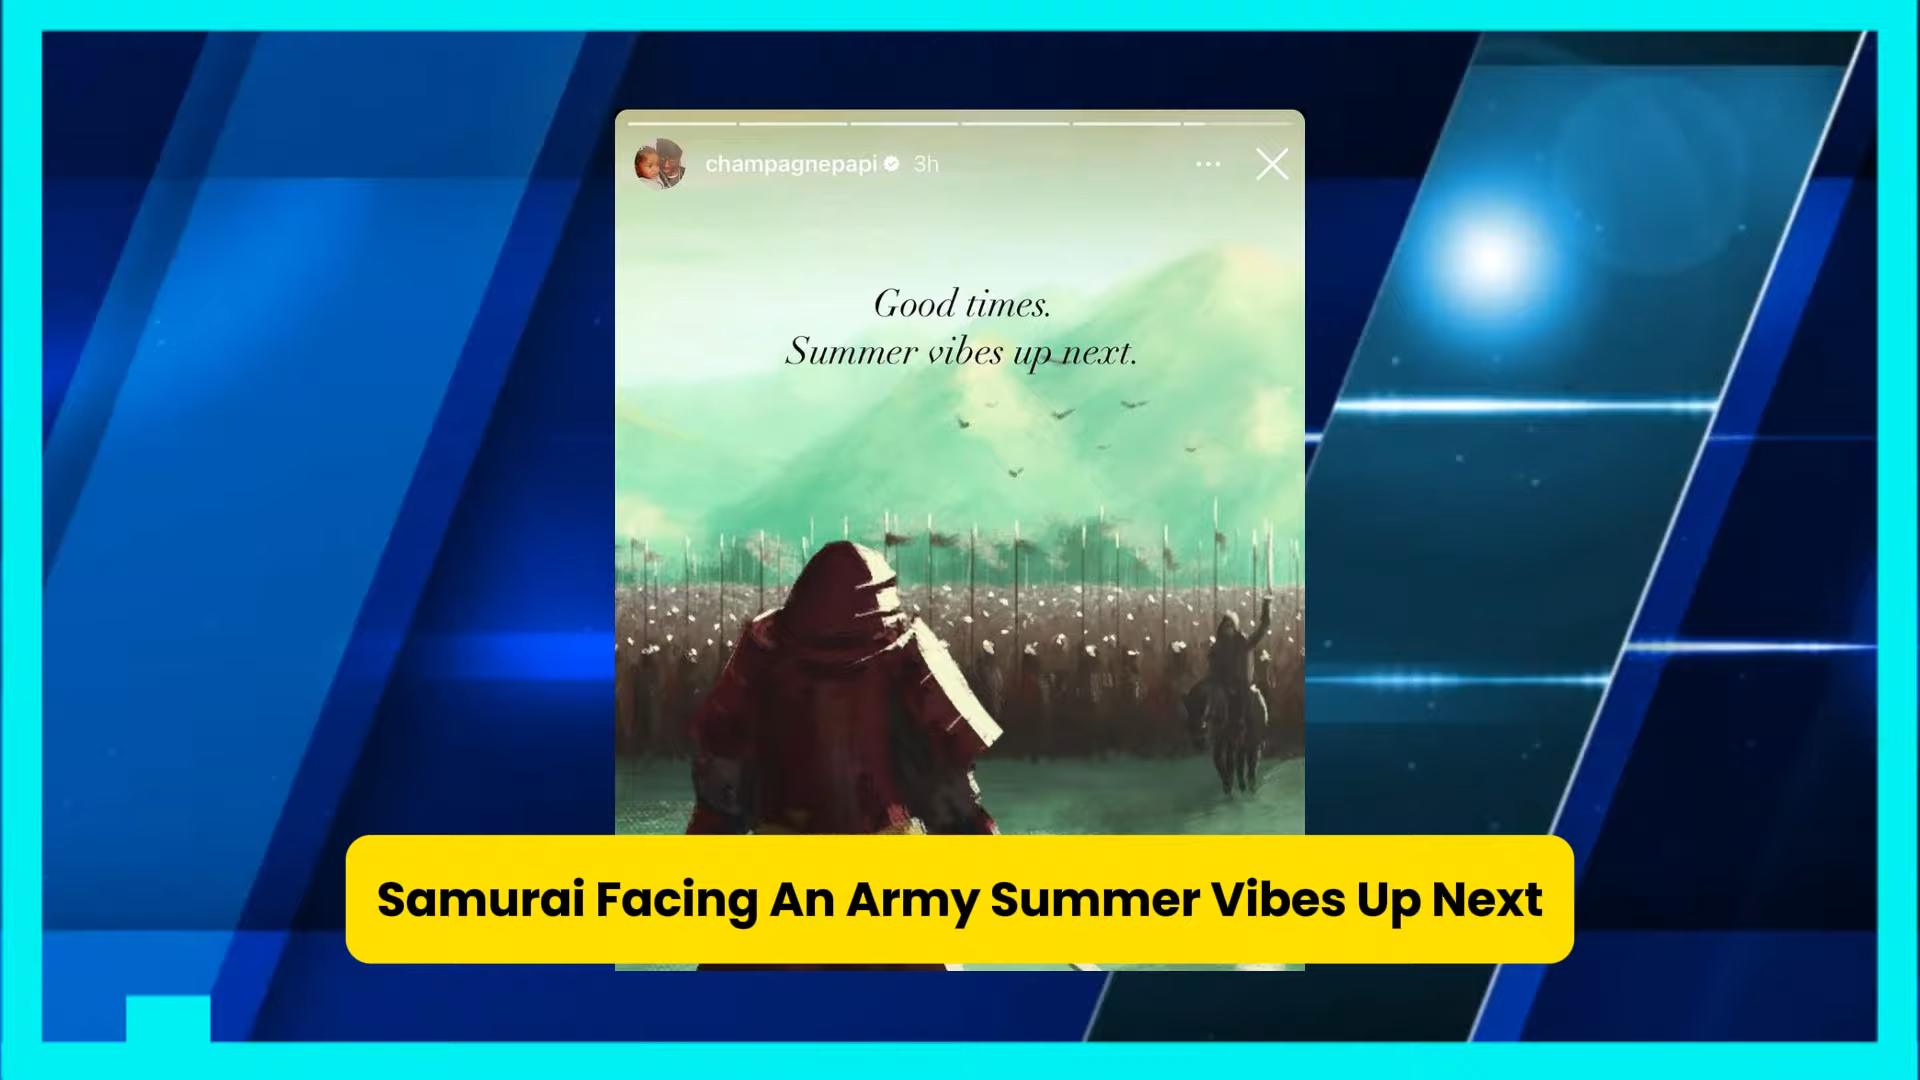 champagnepapi 3h
Good times.
Summer vibes up next.
Samurai Facing An Army Summer Vibes Up Next